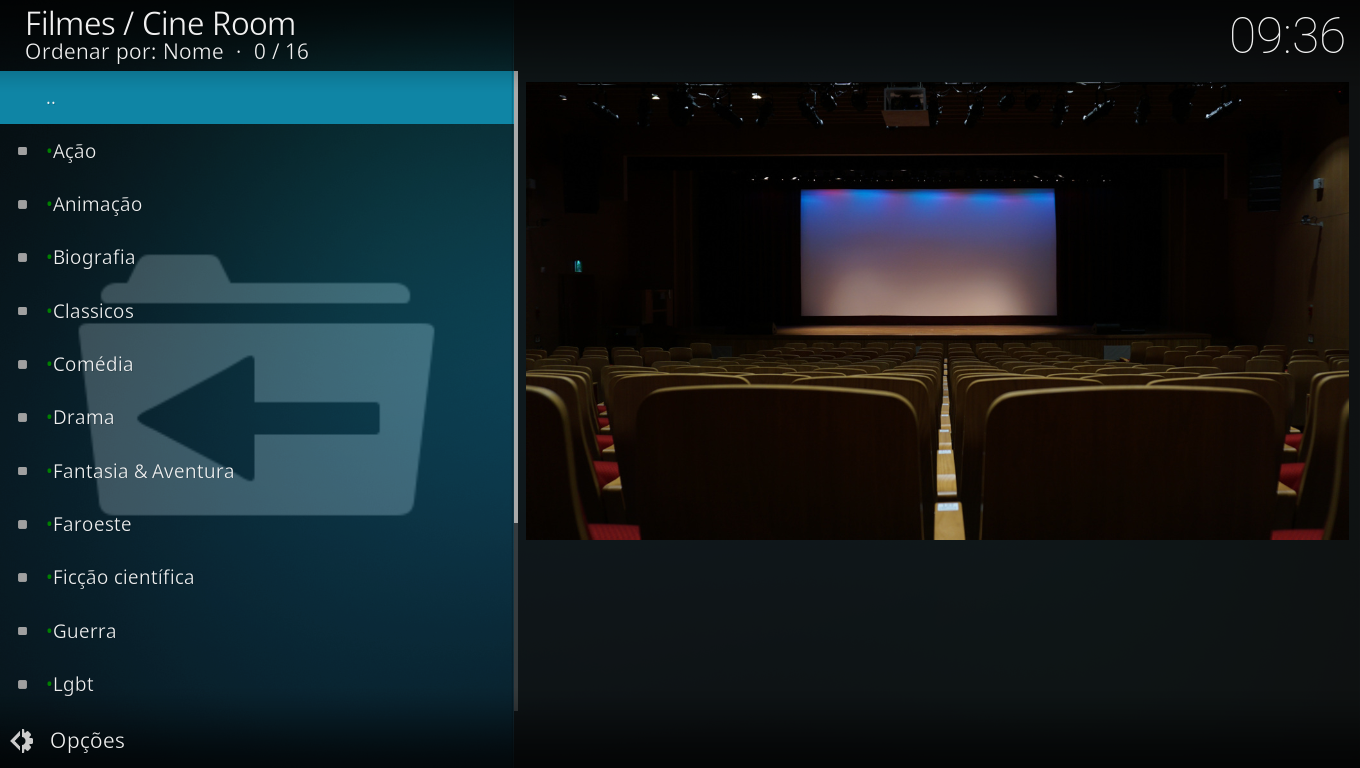 Filmes / Cine Room
Ordenar por: Nome · 0 / 16
09:36
..
•Ação
•Animação
•Biografia
•Classicos
•Comédia
•Drama
•Fantasia & Aventura
•Faroeste
•Ficção científica
•Guerra
•Lgbt
Opções